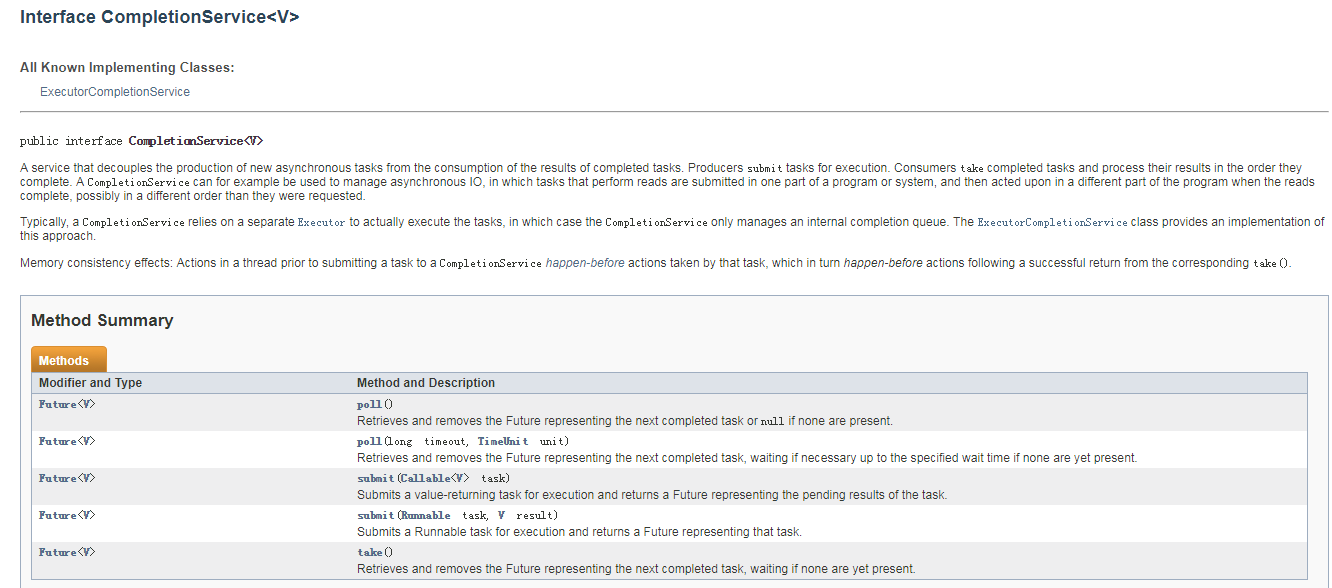 Interface CompletionService<V>
All Known Implementing Classes:
ExecutorCompletionService
public interface CompletionService<V>
A service that decouples the production of new asynchronous tasks from the consumption of the results of completed tasks. Producers submit tasks for execution. Consumers take completed tasks and process their results in the order they
complete. A CompletionService can for example be used to manage asynchronous IO, in which tasks that perform reads are submitted in one part of a program or system, and then acted upon in a different part of the program when the reads
complete, possibly in a different order than they were requested.
Typically, a CompletionService relies on a separate Executor to actually execute the tasks, in which case the CompletionService only manages an internal completion queue. The ExecutorCompletionService class provides an implementation of
this approach.
Memory consistency effects: Actions in a thread prior to submitting a task to a CompletionService happen-before actions taken by that task, which in turn happen-before actions following a successful return from the corresponding take().
Method Summary
Methods
Modifier and Type Method and Description
Future<V> poll()
Retrieves and removes the Future representing the next completed task or null if none are present.
Future<V> poll(long timeout, TimeUnit unit)
Retrieves and removes the Future representing the next completed task, waiting if necessary up to the specified wait time if none are yet present.
Future<V> submit(Callable<V> task)
Submits a value-returning task for execution and returns a Future representing the pending results of the task.
Future<V> submit(Runnable task, V result)
Submits a Runnable task for execution and returns a Future representing that task.
Future<V> take()
Retrieves and removes the Future representing the next completed task, waiting if none are yet present.